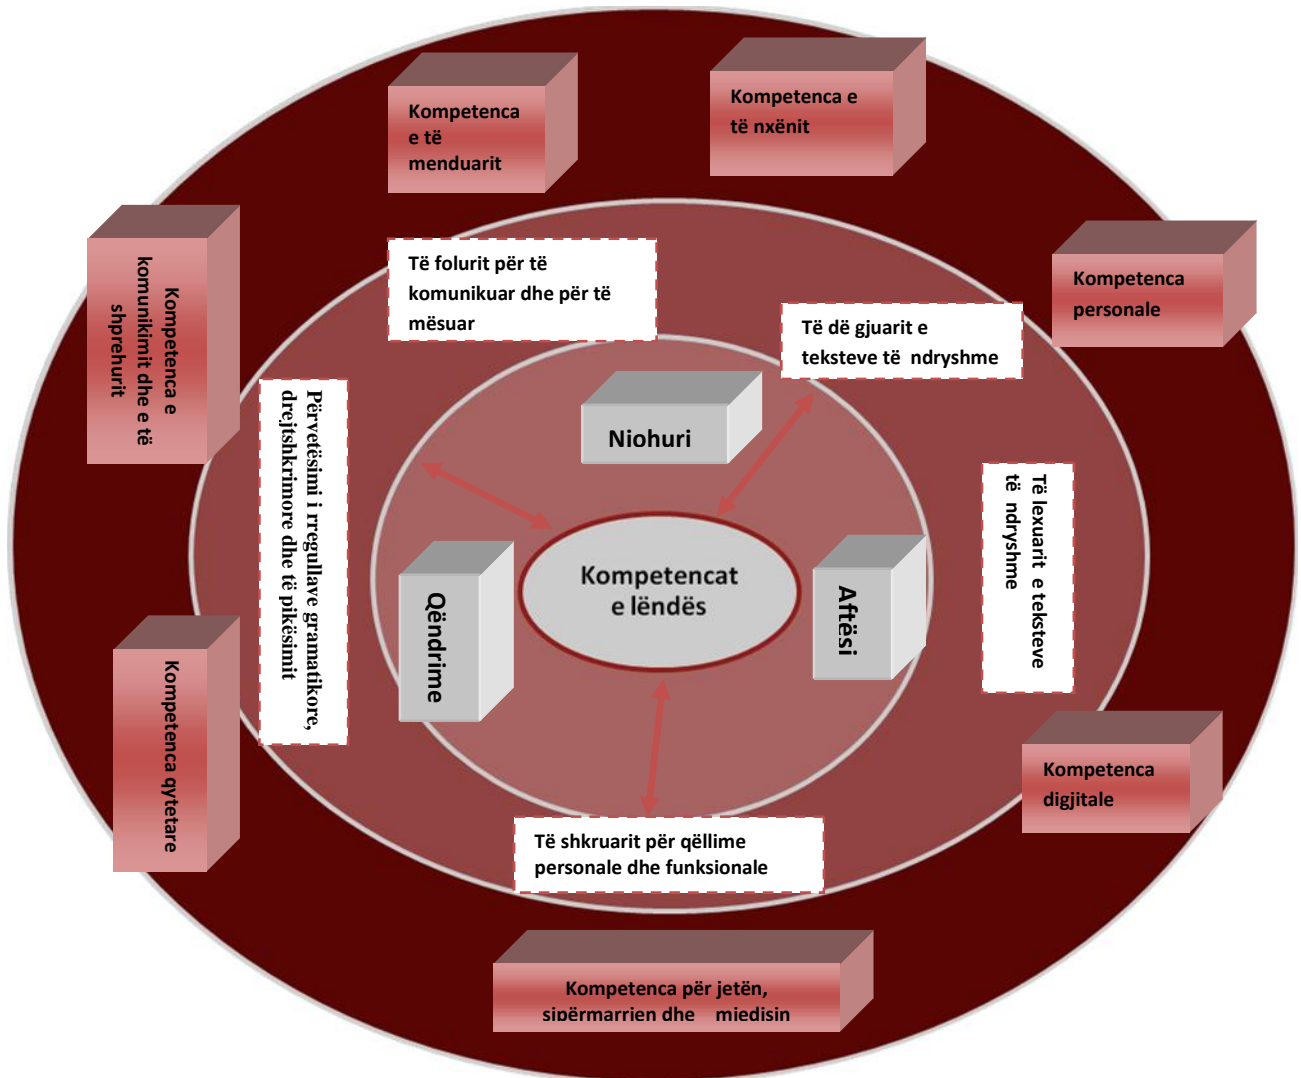 Kompetenca
e të
menduarit
Kompetenca e
të nxënit
Kompetenca e
komunikimit dhe e të
shprehurit
Kompetenca
personale
Të folurit për të
komunikuar dhe për të
mësuar
Të dë gjuarit e
teksteve të ndryshme
Përvetësimi i rregullave gramatikore,
drejtshkrimore dhe të pikësimit
Njohuri
Të lexuarit e teksteve
të ndryshme
Qëndrime
Kompetencat
e lëndës
Aftësi
Kompetenca qytetare
Kompetenca
digjitale
Të shkruarit për qëllime
personale dhe funksionale
Kompetenca për jetën,
sipërmarrjen dhe mjedisin